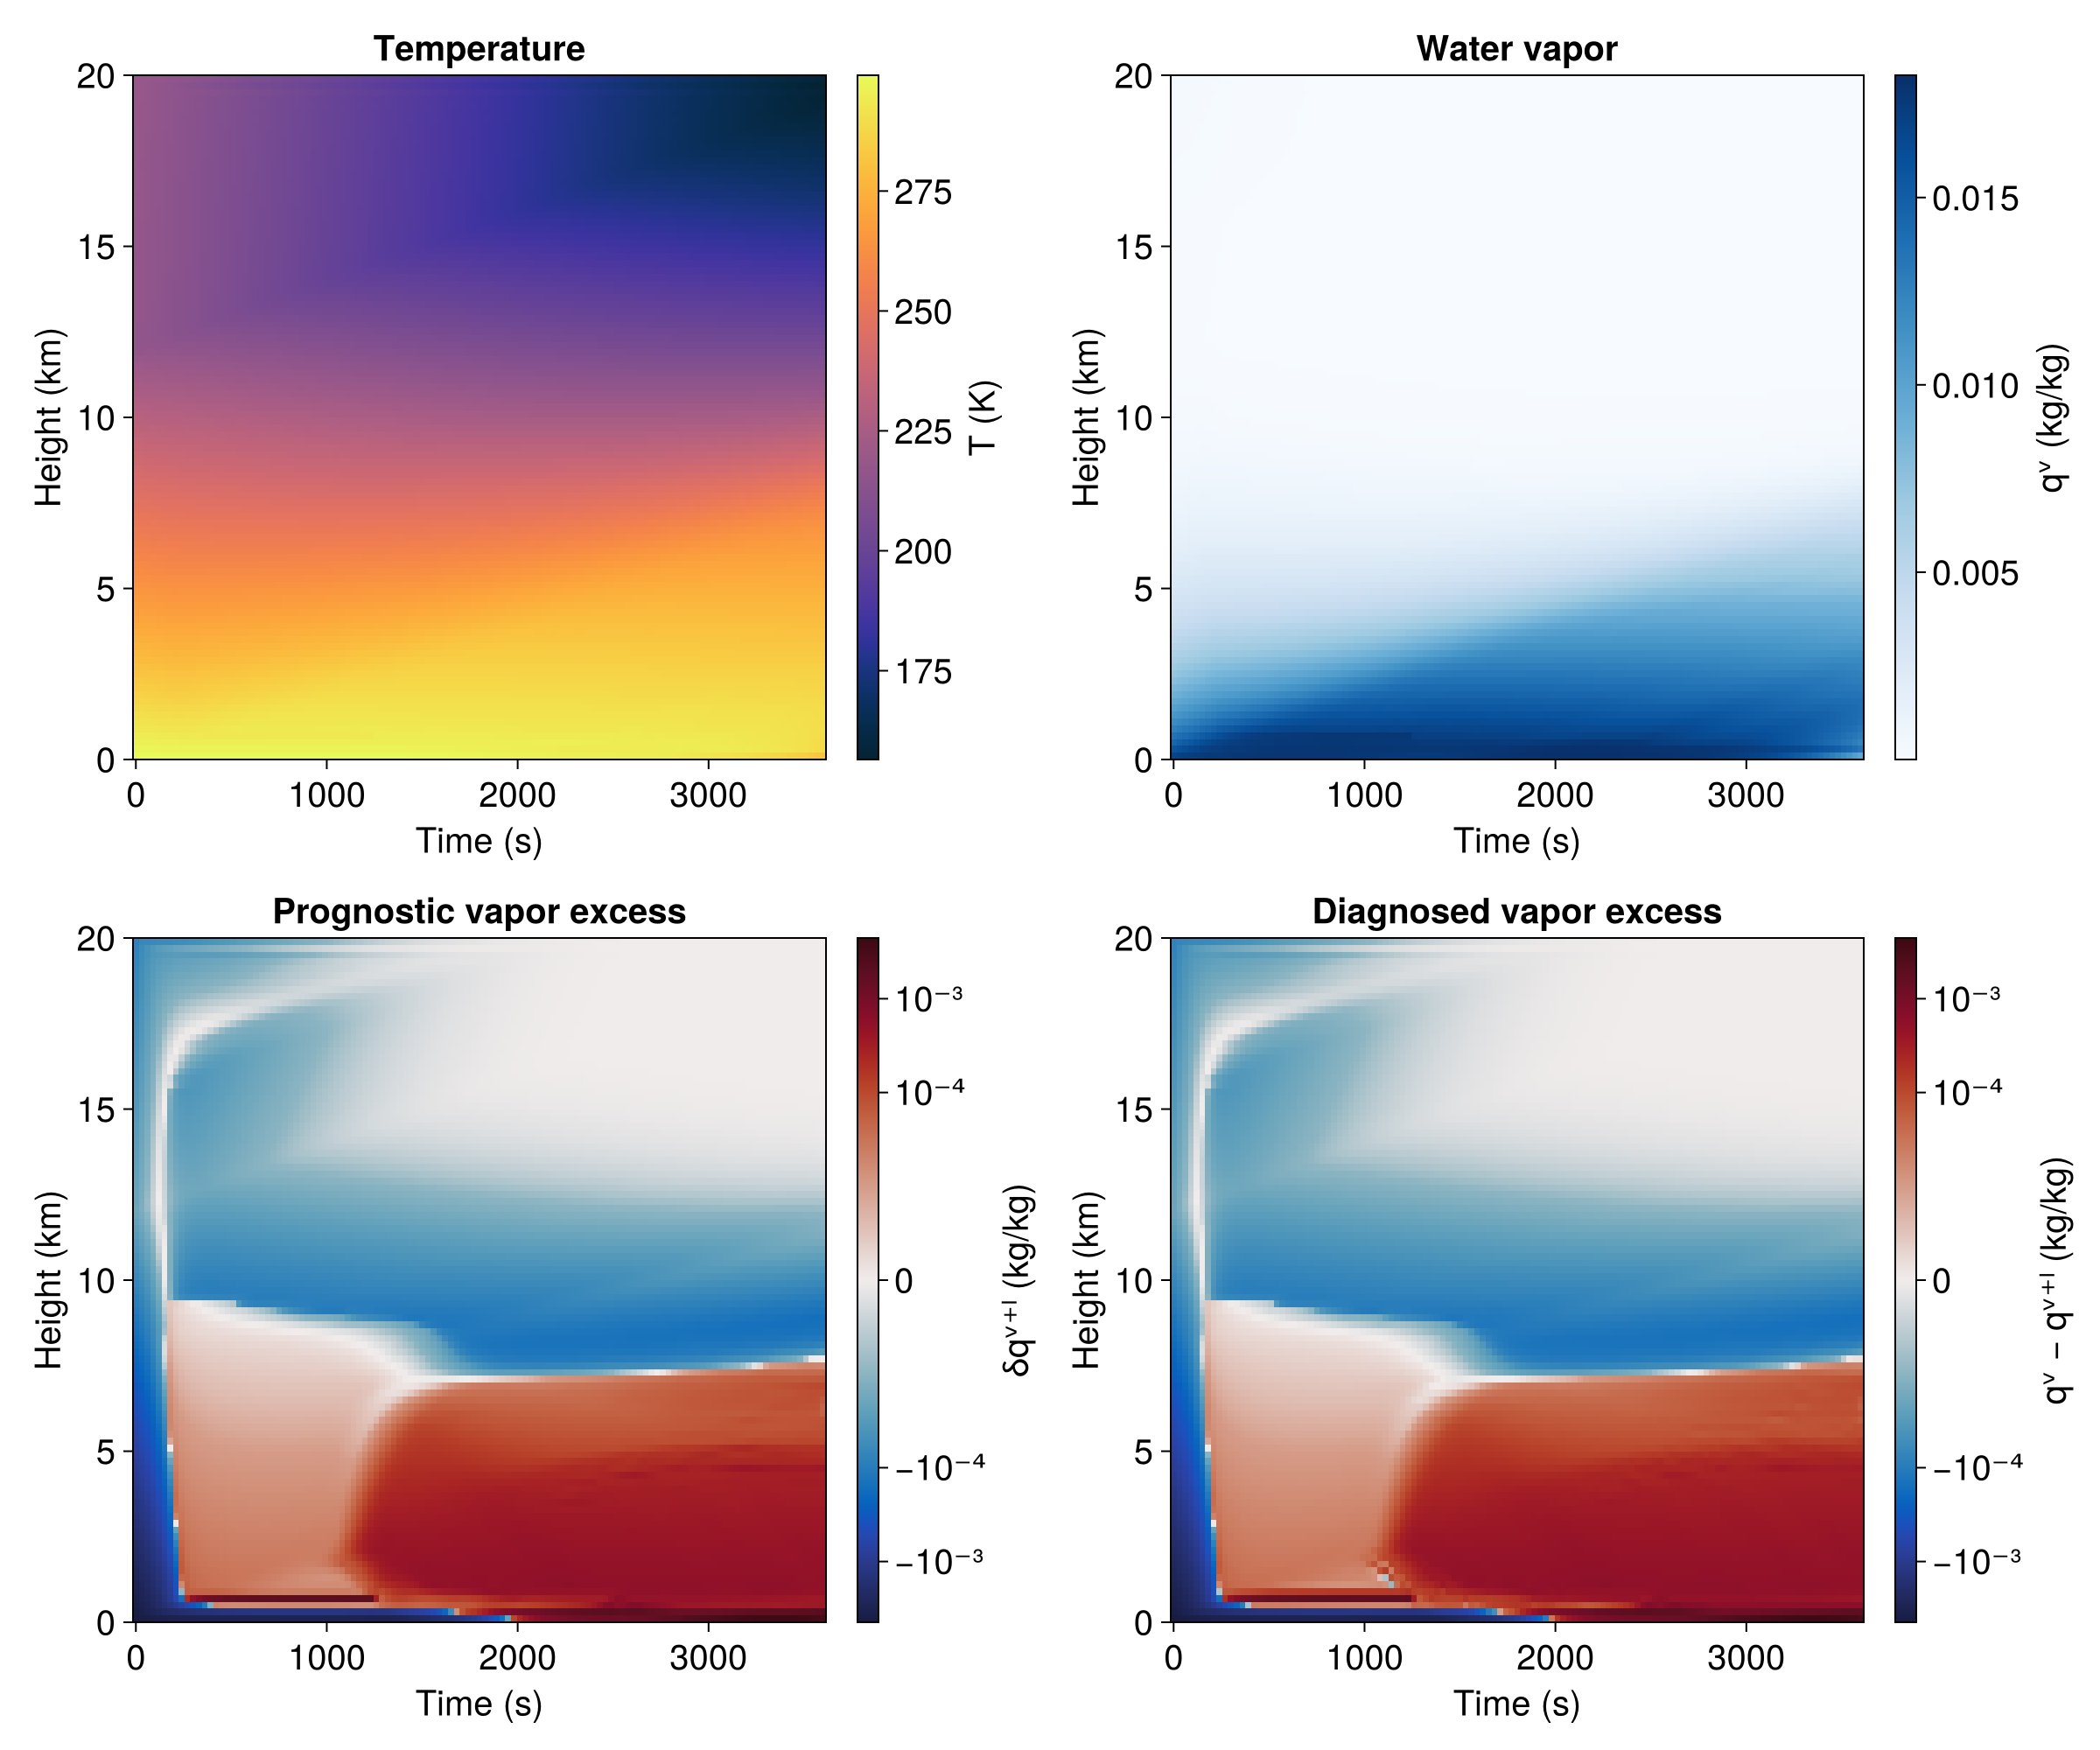 Temperature
20
15
10
5
0
Height (km)
0 1000 2000 3000
Time (s)
275
250
225
200
175
T (K)
Water vapor
20
15
10
5
0
Height (km)
0 1000 2000 3000
Time (s)
0.015
0.010
0.005
qᵛ (kg/kg)
Prognostic vapor excess
20
15
10
5
0
Height (km)
0 1000 2000 3000
Time (s)
10⁻³
10⁻⁴
0
−10⁻⁴
−10⁻³
δqᵛ⁺ˡ (kg/kg)
Diagnosed vapor excess
20
15
10
5
0
Height (km)
0 1000 2000 3000
Time (s)
10⁻³
10⁻⁴
0
−10⁻⁴
−10⁻³
qᵛ − qᵛ⁺ˡ (kg/kg)